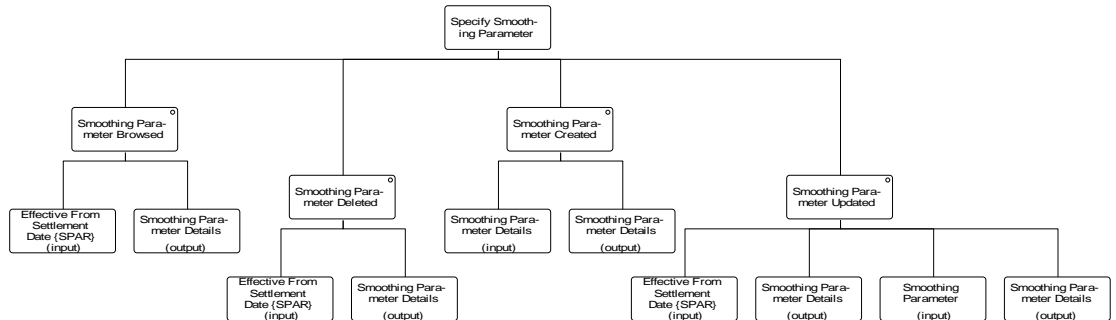 Specify Smooth-
ing Parameter
Smoothing Para-
meter Browsed
Smoothing Para-
meter Created
Smoothing Para-
meter Deleted
Smoothing Para-
meter Updated
Effective From
Settlement
Date {SPAR}
(input)
Smoothing Para-
meter Details
(output)
Smoothing Para-
meter Details
(input)
Smoothing Para-
meter Details
(output)
Effective From
Settlement
Date {SPAR}
(input)
Smoothing Para-
meter Details
(output)
Effective From
Settlement
Date {SPAR}
(input)
Smoothing Para-
meter Details
(output)
Smoothing
Parameter
(input)
Smoothing Para-
meter Details
(output)